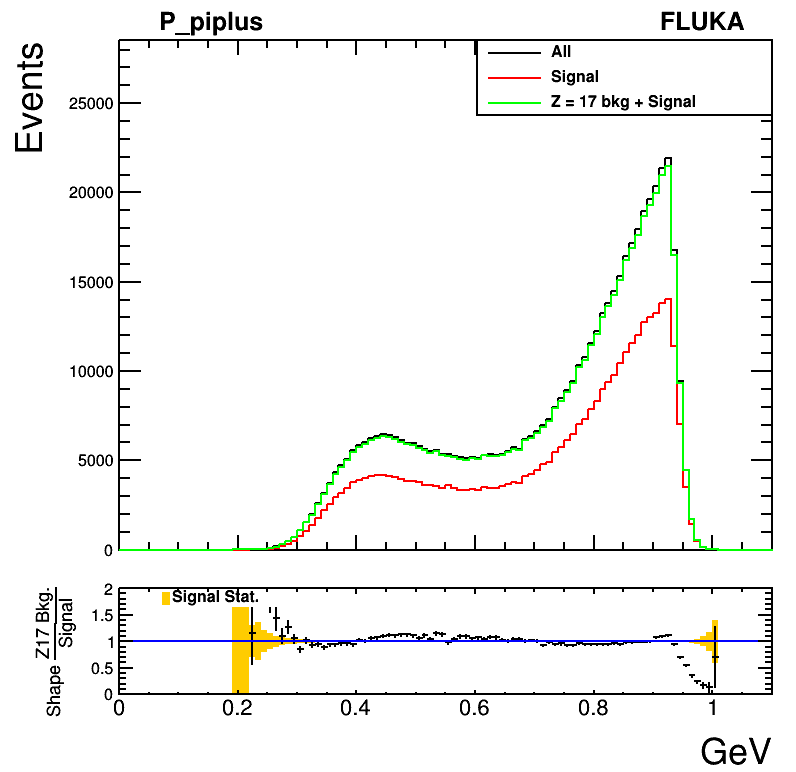 P_piplus FLUKA
Events
All
Signal
Z = 17 bkg + Signal
25000
20000
15000
10000
5000
0
Shape Z17 Bkg.
Signal
Signal Stat.
2
1.5
1
0.5
0
0 0.2 0.4 0.6 0.8 1
GeV